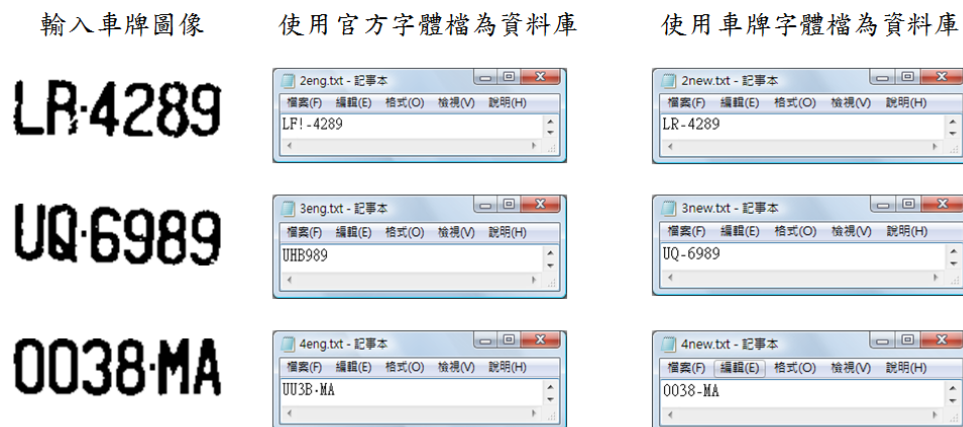 輸入車牌圖像 使用官方字體檔為資料庫 使用車牌字體檔為資料庫
LR·4289
2eng.txt - 記事本
檔案(F) 編輯(E) 格式(O) 檢視(V) 說明(H)
LF!-4289
2new.txt - 記事本
檔案(F) 編輯(E) 格式(O) 檢視(V) 說明(H)
LR-4289
UQ·6989
3eng.txt - 記事本
檔案(F) 編輯(E) 格式(O) 檢視(V) 說明(H)
UHB989
3new.txt - 記事本
檔案(F) 編輯(E) 格式(O) 檢視(V) 說明(H)
UQ-6989
0038·MA
4eng.txt - 記事本
檔案(F) 編輯(E) 格式(O) 檢視(V) 說明(H)
UU3B·MA
4new.txt - 記事本
檔案(F) 編輯(E) 格式(O) 檢視(V) 說明(H)
0038-MA